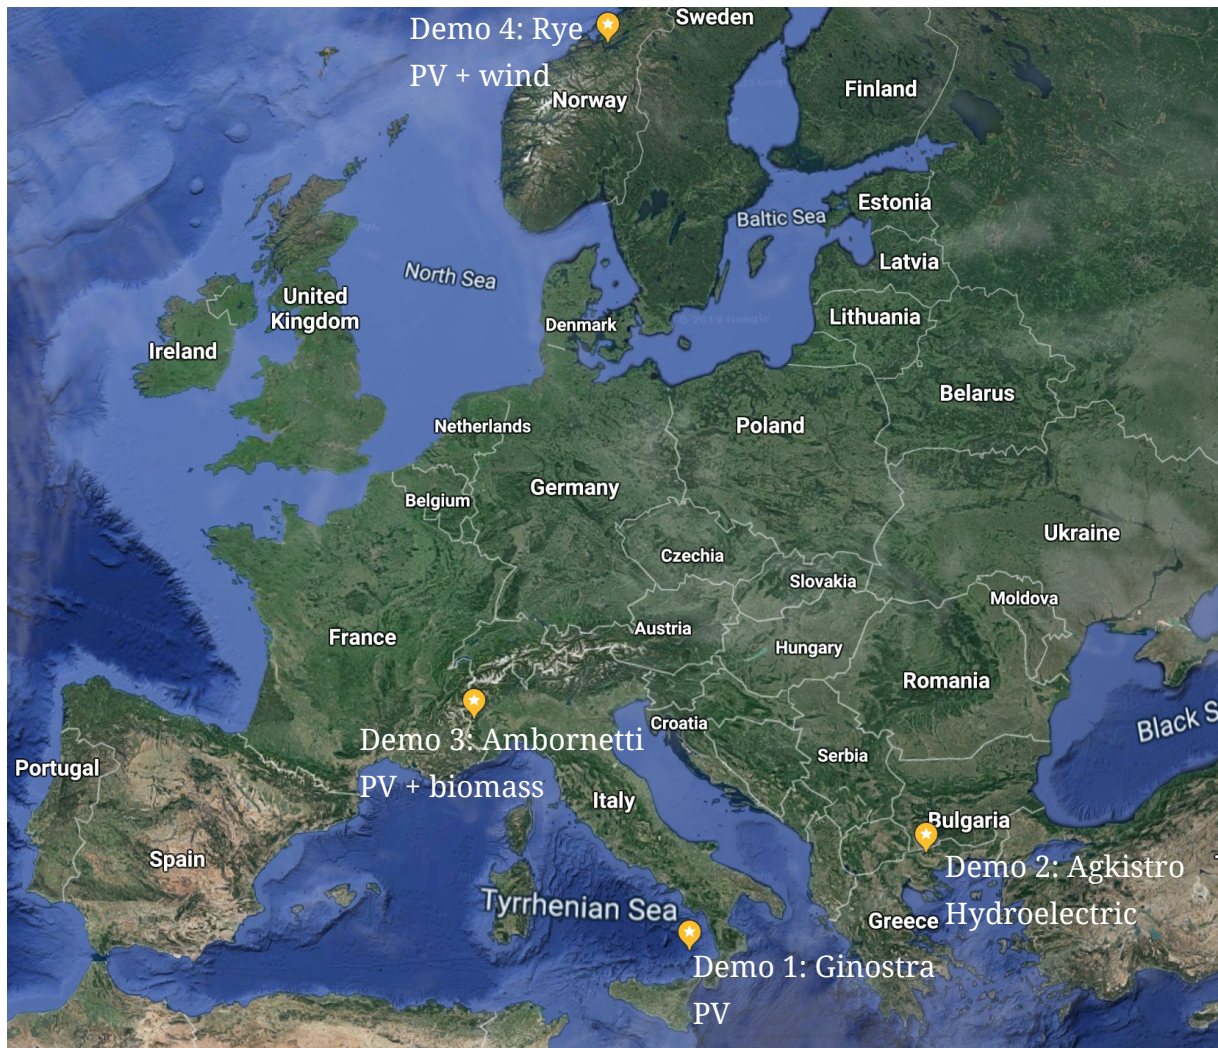 Sweden
Demo 4: Rye
PV + wind
Norway
Finland
Estonia
Baltic Sea
Latvia
North Sea
United
Kingdom
Ireland
Denmark
Lithuania
© 2019 Google
Belarus
Netherlands
Poland
Germany
Belgium
Ukraine
Czechia
Slovakia
Moldova
Austria
France
Hungary
Romania
Croatia
Black S
Demo 3: Ambornetti
PV + biomass
Serbia
Portugal
Italy
Bulgaria
Spain
Demo 2: Agkistro
Hydroelectric
Tyrrhenian Sea
Greece
Demo 1: Ginostra
PV